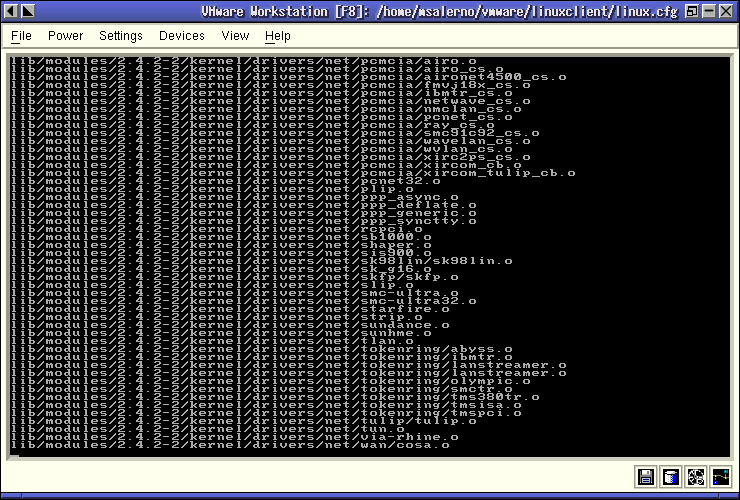 VMware Workstation [F8]: /home/msalerno/vmware/linuxclient/linux.cfg
File Power Settings Devices View Help
lib/modules/2.4.2-2/kernel/drivers/net/pcmcia/airo.o
lib/modules/2.4.2-2/kernel/drivers/net/pcmcia/airo_cs.o
lib/modules/2.4.2-2/kernel/drivers/net/pcmcia/aironet4500_cs.o
lib/modules/2.4.2-2/kernel/drivers/net/pcmcia/fmvj18x_cs.o
lib/modules/2.4.2-2/kernel/drivers/net/pcmcia/ibmtr_cs.o
lib/modules/2.4.2-2/kernel/drivers/net/pcmcia/netwave_cs.o
lib/modules/2.4.2-2/kernel/drivers/net/pcmcia/nmclan_cs.o
lib/modules/2.4.2-2/kernel/drivers/net/pcmcia/pcnet_cs.o
lib/modules/2.4.2-2/kernel/drivers/net/pcmcia/ray_cs.o
lib/modules/2.4.2-2/kernel/drivers/net/pcmcia/smc91c92_cs.o
lib/modules/2.4.2-2/kernel/drivers/net/pcmcia/wavelan_cs.o
lib/modules/2.4.2-2/kernel/drivers/net/pcmcia/wvlan_cs.o
lib/modules/2.4.2-2/kernel/drivers/net/pcmcia/xirc2ps_cs.o
lib/modules/2.4.2-2/kernel/drivers/net/pcmcia/xircom_cb.o
lib/modules/2.4.2-2/kernel/drivers/net/pcmcia/xircom_tulip_cb.o
lib/modules/2.4.2-2/kernel/drivers/net/pcnet32.o
lib/modules/2.4.2-2/kernel/drivers/net/plip.o
lib/modules/2.4.2-2/kernel/drivers/net/ppp_async.o
lib/modules/2.4.2-2/kernel/drivers/net/ppp_deflate.o
lib/modules/2.4.2-2/kernel/drivers/net/ppp_generic.o
lib/modules/2.4.2-2/kernel/drivers/net/ppp_synctty.o
lib/modules/2.4.2-2/kernel/drivers/net/rcpci.o
lib/modules/2.4.2-2/kernel/drivers/net/sb1000.o
lib/modules/2.4.2-2/kernel/drivers/net/shaper.o
lib/modules/2.4.2-2/kernel/drivers/net/sis900.o
lib/modules/2.4.2-2/kernel/drivers/net/sk98lin/sk98lin.o
lib/modules/2.4.2-2/kernel/drivers/net/sk_g16.o
lib/modules/2.4.2-2/kernel/drivers/net/skfp/skfp.o
lib/modules/2.4.2-2/kernel/drivers/net/slip.o
lib/modules/2.4.2-2/kernel/drivers/net/smc-ultra.o
lib/modules/2.4.2-2/kernel/drivers/net/smc-ultra32.o
lib/modules/2.4.2-2/kernel/drivers/net/starfire.o
lib/modules/2.4.2-2/kernel/drivers/net/strip.o
lib/modules/2.4.2-2/kernel/drivers/net/sundance.o
lib/modules/2.4.2-2/kernel/drivers/net/sunhme.o
lib/modules/2.4.2-2/kernel/drivers/net/tlan.o
lib/modules/2.4.2-2/kernel/drivers/net/tokenring/abyss.o
lib/modules/2.4.2-2/kernel/drivers/net/tokenring/ibmtr.o
lib/modules/2.4.2-2/kernel/drivers/net/tokenring/lanstreamer.o
lib/modules/2.4.2-2/kernel/drivers/net/tokenring/lanstreamer.o
lib/modules/2.4.2-2/kernel/drivers/net/tokenring/olympic.o
lib/modules/2.4.2-2/kernel/drivers/net/tokenring/smctr.o
lib/modules/2.4.2-2/kernel/drivers/net/tokenring/tms380tr.o
lib/modules/2.4.2-2/kernel/drivers/net/tokenring/tmsisa.o
lib/modules/2.4.2-2/kernel/drivers/net/tokenring/tmspci.o
lib/modules/2.4.2-2/kernel/drivers/net/tulip/tulip.o
lib/modules/2.4.2-2/kernel/drivers/net/tun.o
lib/modules/2.4.2-2/kernel/drivers/net/via-rhine.o
lib/modules/2.4.2-2/kernel/drivers/net/wan/cosa.o